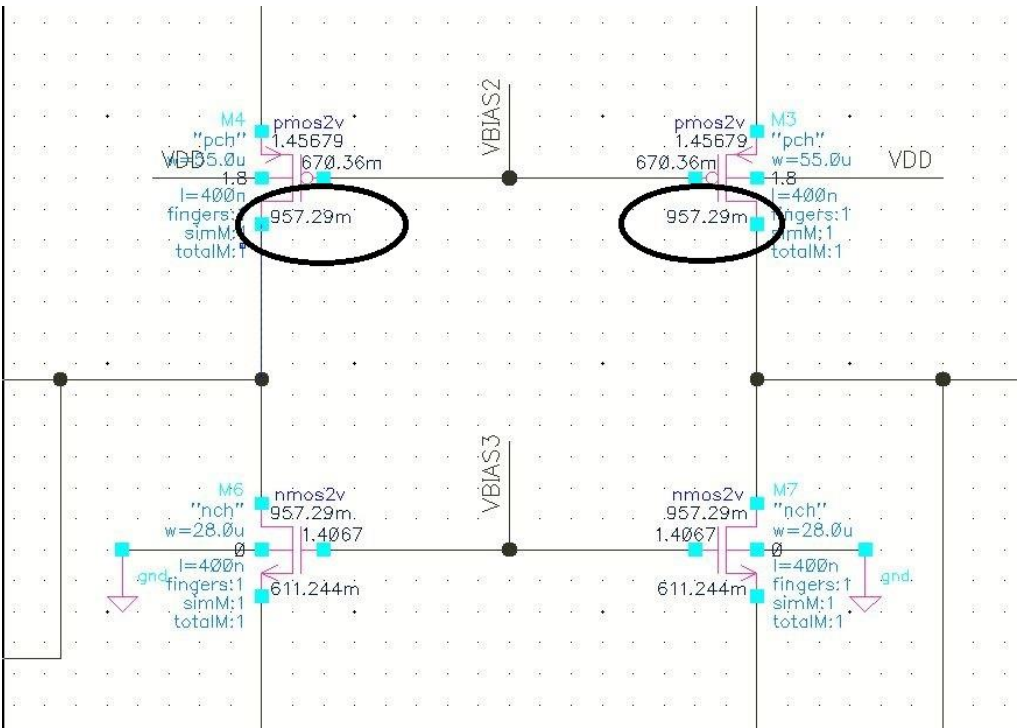 VBIAS2
M4
pmos2v
"pch"
1.45679
w=55.0u
VDD
670.36m
1.8
l=400n
fingers:
957.29m
simM:1
totalM:1
pmos2v
M3
1.45679
"pch"
w=55.0u
670.36m
VDD
1.8
l=400n
957.29m
fingers:1
simM:1
totalM:1
VBIAS3
M6
nmos2v
"nch"
957.29m
w=28.0u
1.4067
0
l=400n
gnd
fingers:1
611.244m
simM:1
totalM:1
nmos2v
M7
957.29m
"nch"
1.4067
w=28.0u
0
l=400n
611.244m
fingers:1
gnd
simM:1
totalM:1